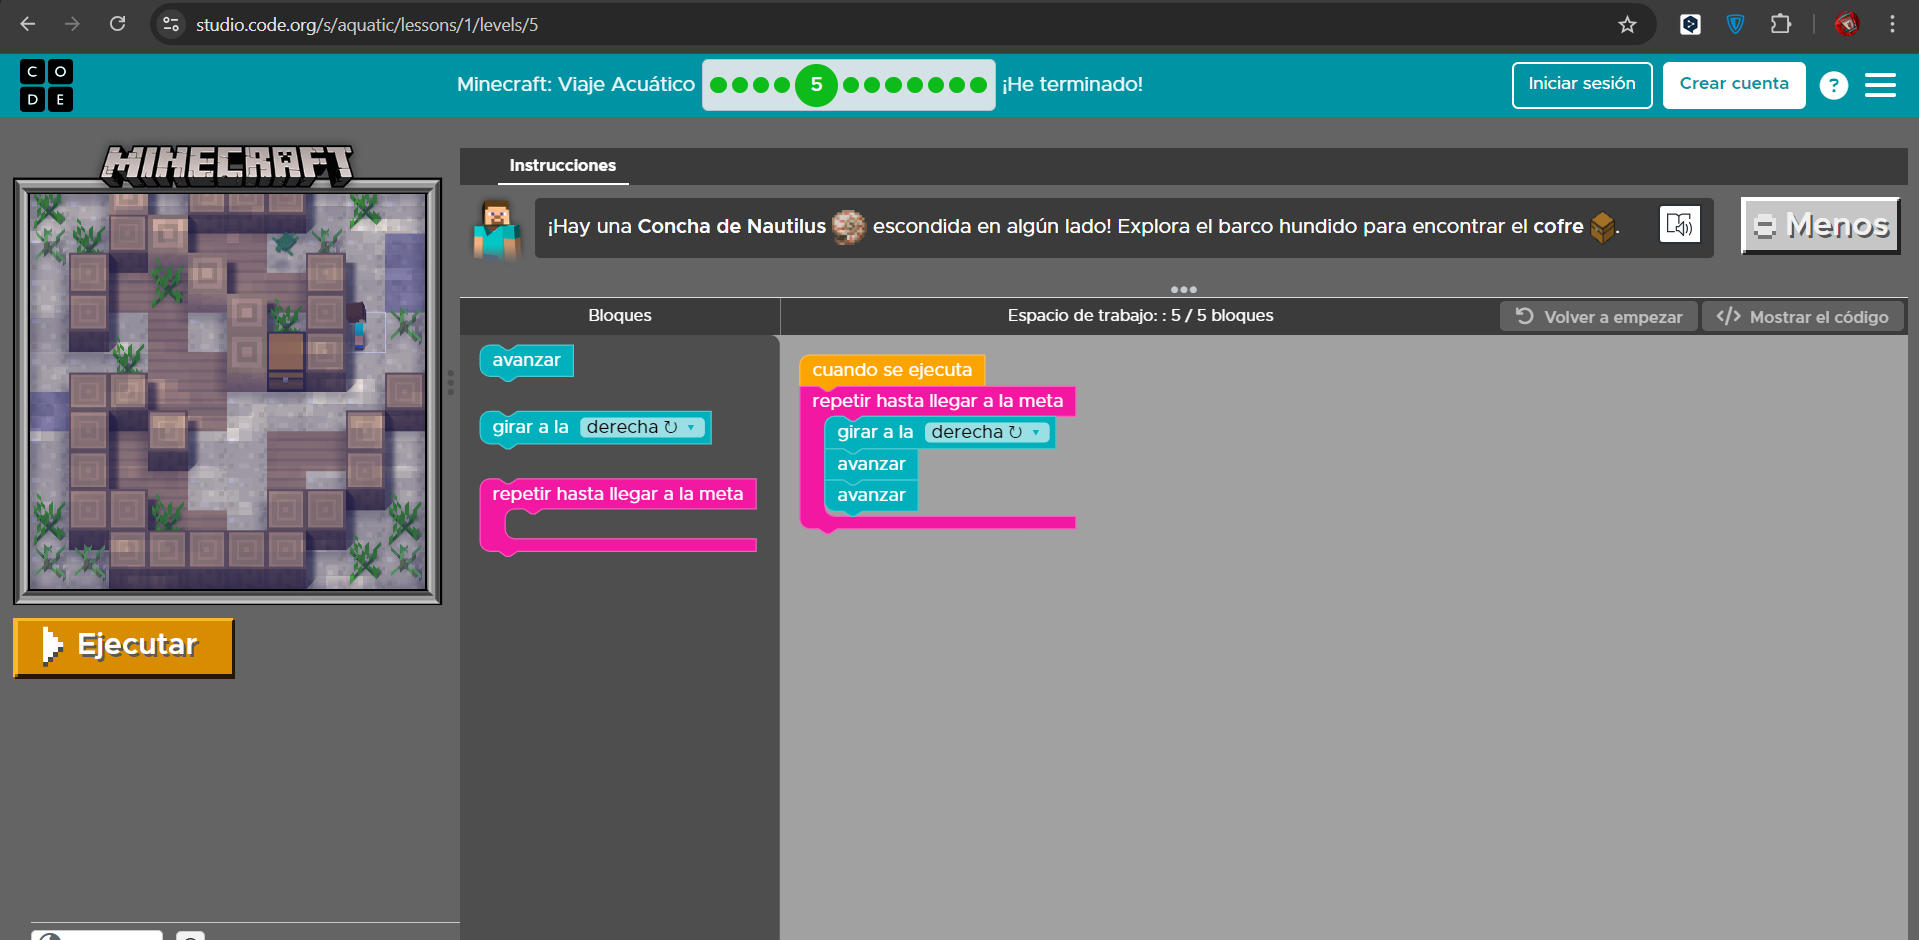 studio.code.org/s/aquatic/lessons/1/levels/5
C O
D E
Minecraft: Viaje Acuático
5
¡He terminado!
Iniciar sesión
Crear cuenta
?
MINECRAFT
Instrucciones
¡Hay una Concha de Nautilus escondida en algún lado! Explora el barco hundido para encontrar el cofre .
Menos
Bloques
Espacio de trabajo: : 5 / 5 bloques
Volver a empezar
</> Mostrar el código
avanzar
girar a la derecha ↻
repetir hasta llegar a la meta
cuando se ejecuta
repetir hasta llegar a la meta
girar a la derecha ↻
avanzar
avanzar
Ejecutar